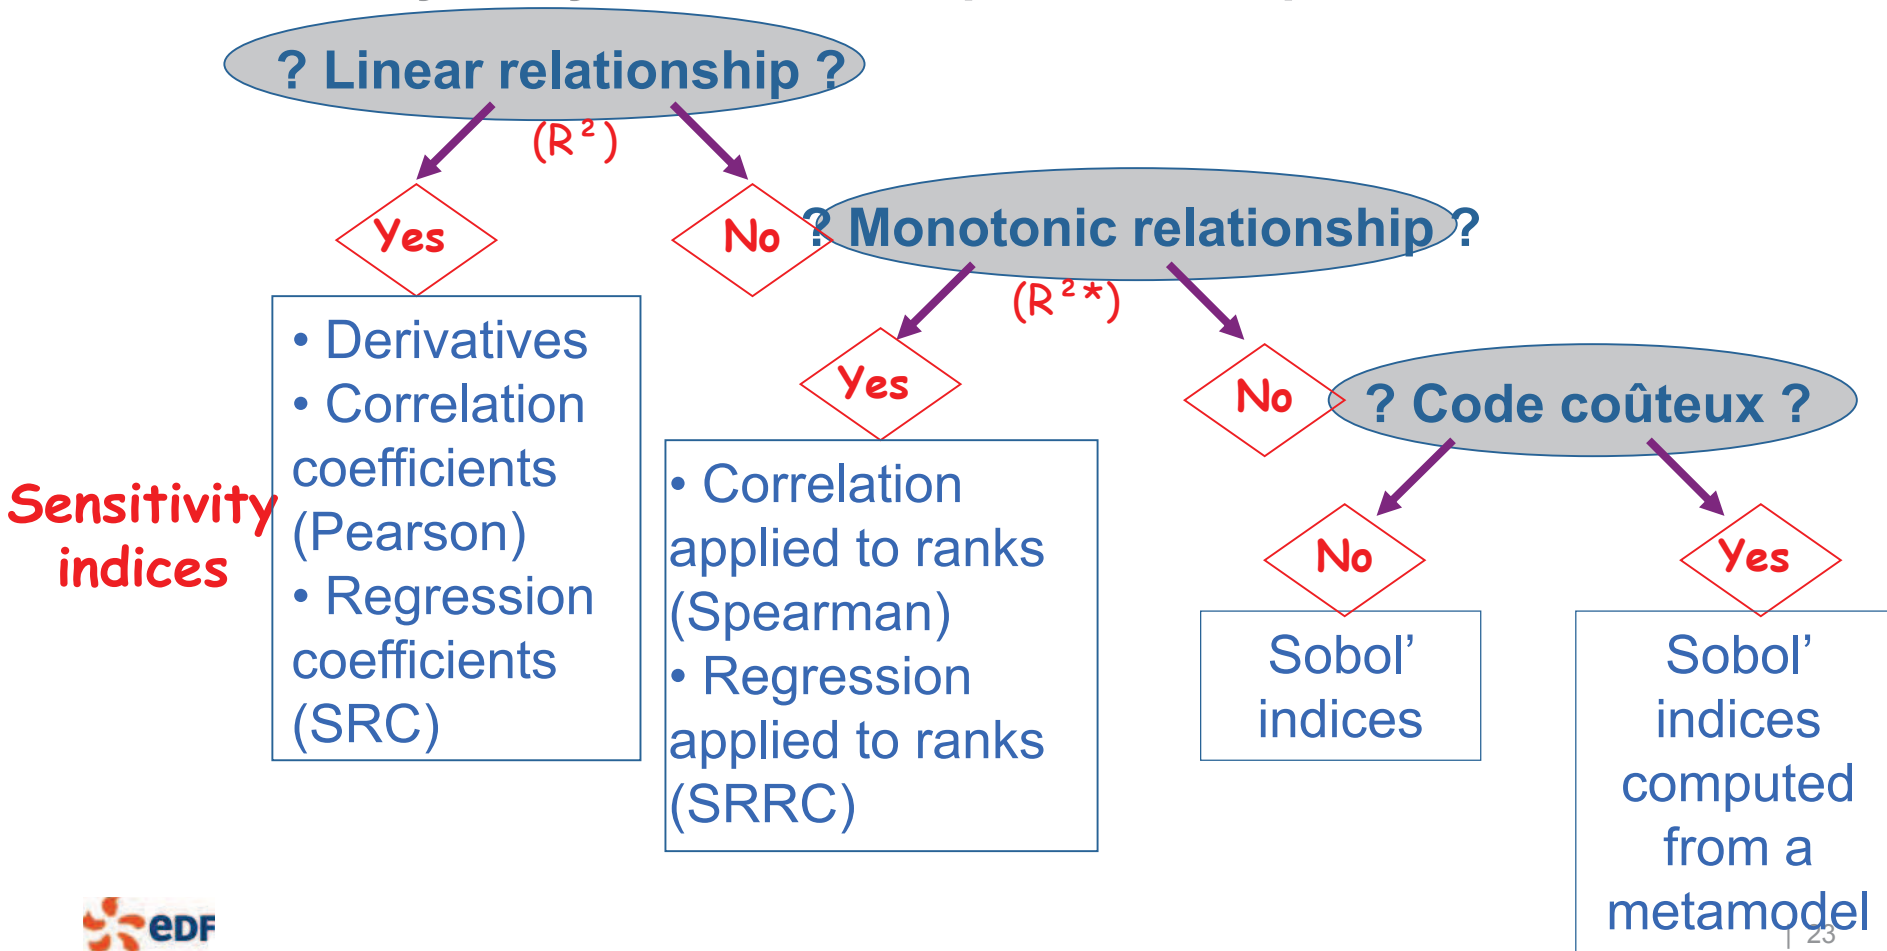 ? Linear relationship ?
(R²)
Yes
No
? Monotonic relationship ?
(R²*)
• Derivatives
• Correlation
coefficients
(Pearson)
• Regression
coefficients
(SRC)
Yes
No
? Code coûteux ?
Sensitivity
indices
• Correlation
applied to ranks
(Spearman)
• Regression
applied to ranks
(SRRC)
No
Yes
Sobol’
indices
Sobol’
indices
computed
from a
metamodel
eDF
| 23